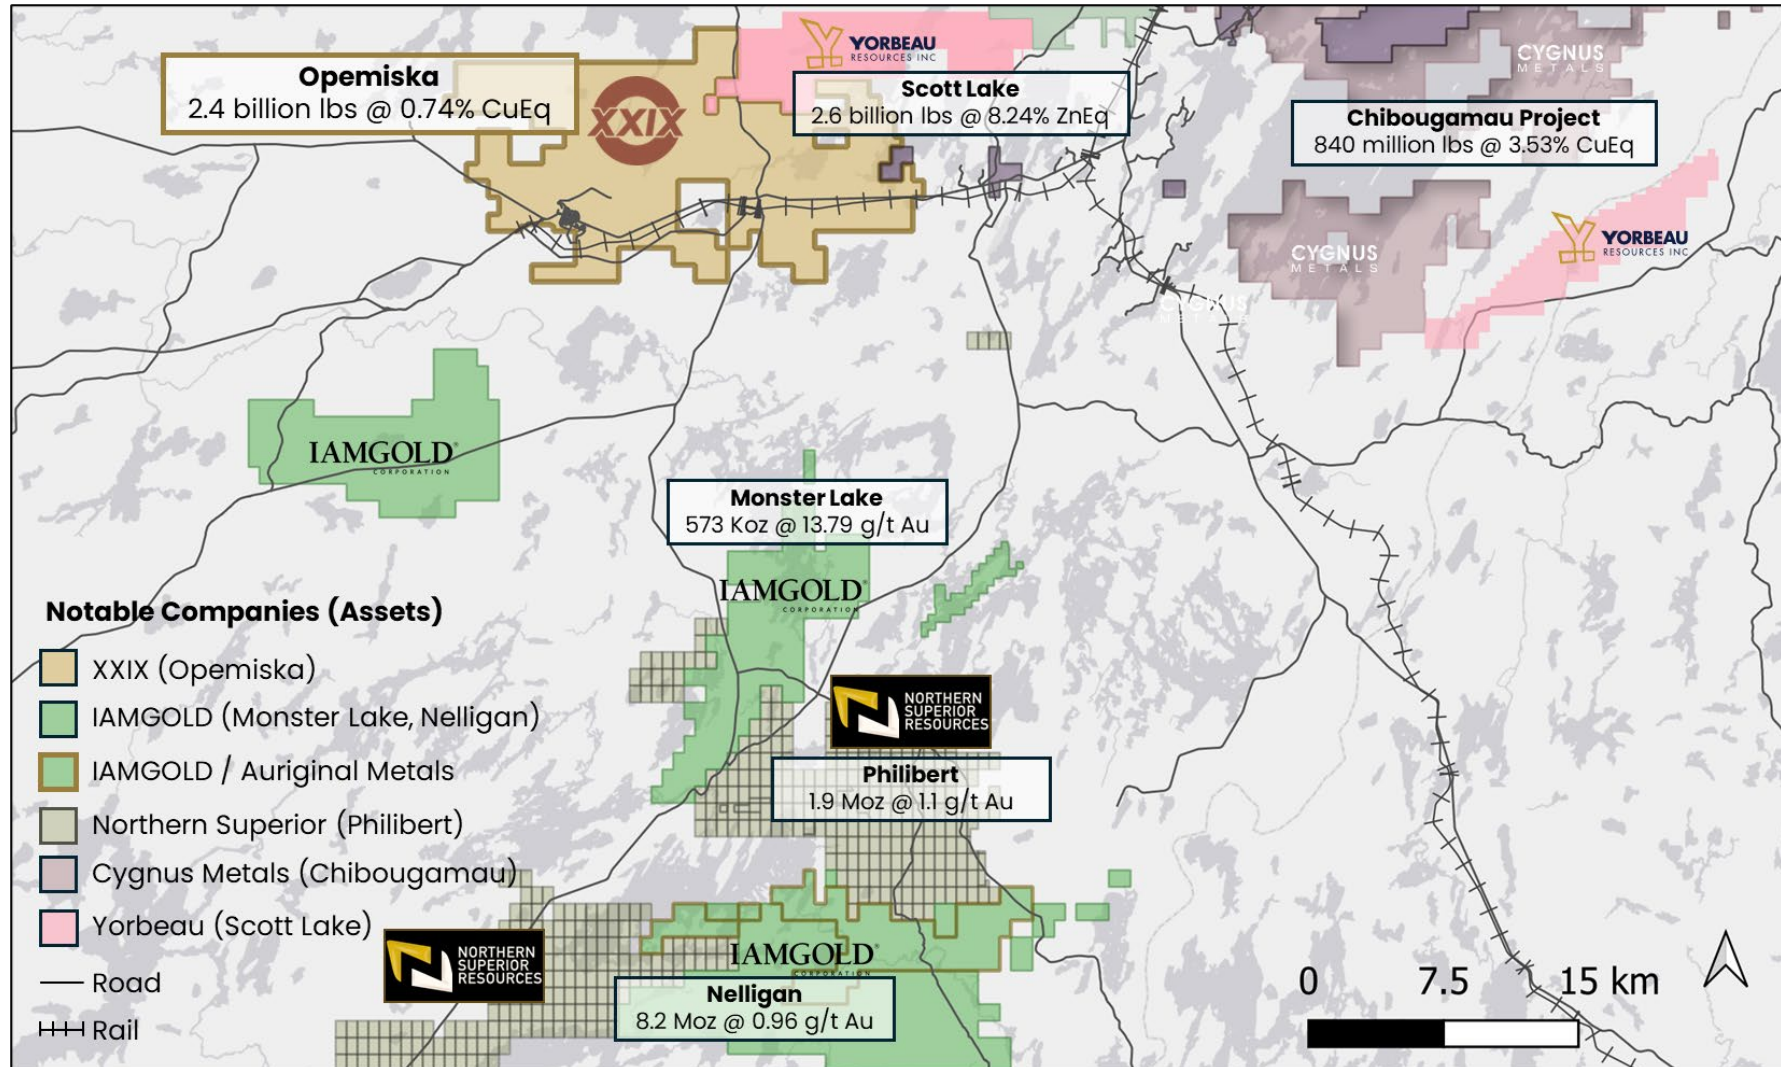 Opemiska
2.4 billion lbs @ 0.74% CuEq
XXIX
YORBEAU
RESOURCES INC
Scott Lake
2.6 billion lbs @ 8.24% ZnEq
CYGNUS
METALS
Chibougamau Project
840 million lbs @ 3.53% CuEq
YORBEAU
RESOURCES INC
CYGNUS
METALS
CYGNUS
METALS
IAMGOLD®
CORPORATION
Monster Lake
573 Koz @ 13.79 g/t Au
IAMGOLD®
CORPORATION
NORTHERN
SUPERIOR
RESOURCES
Philibert
1.9 Moz @ 1.1 g/t Au
Notable Companies (Assets)
XXIX (Opemiska)
IAMGOLD (Monster Lake, Nelligan)
IAMGOLD / Auriginal Metals
Northern Superior (Philibert)
Cygnus Metals (Chibougamau)
Yorbeau (Scott Lake)
Road
Rail
NORTHERN
SUPERIOR
RESOURCES
IAMGOLD®
CORPORATION
Nelligan
8.2 Moz @ 0.96 g/t Au
0 7.5 15 km